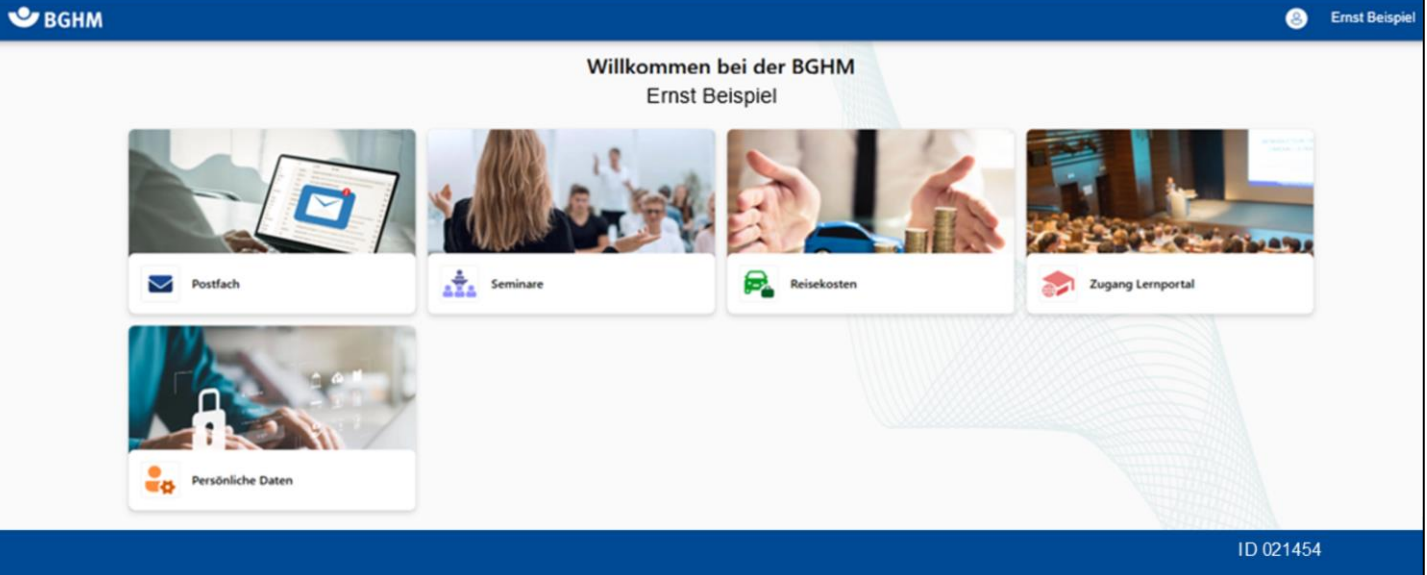 BGHM
Ernst Beispiel
Willkommen bei der BGHM
Ernst Beispiel
Postfach
Seminare
Reisekosten
Zugang Lernportal
Persönliche Daten
ID 021454